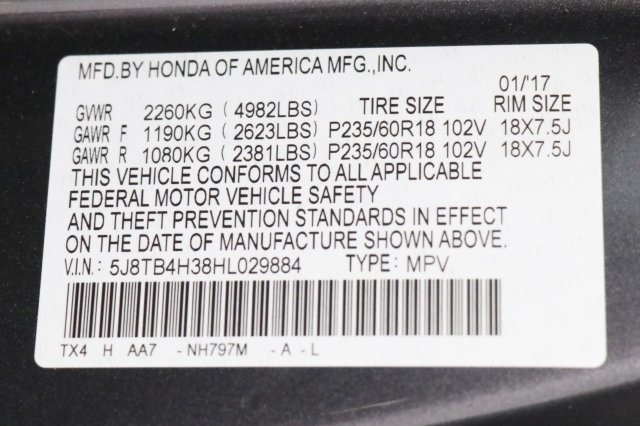 MFD.BY HONDA OF AMERICA MFG.,INC.
01/'17
GVWR 2260KG ( 4982LBS) TIRE SIZE RIM SIZE
GAWR F 1190KG ( 2623LBS) P235/60R18 102V 18X7.5J
GAWR R 1080KG ( 2381LBS) P235/60R18 102V 18X7.5J
THIS VEHICLE CONFORMS TO ALL APPLICABLE
FEDERAL MOTOR VEHICLE SAFETY
AND THEFT PREVENTION STANDARDS IN EFFECT
ON THE DATE OF MANUFACTURE SHOWN ABOVE.
V.I.N: 5J8TB4H38HL029884 TYPE: MPV
TX4 H AA7 -NH797M -A-L